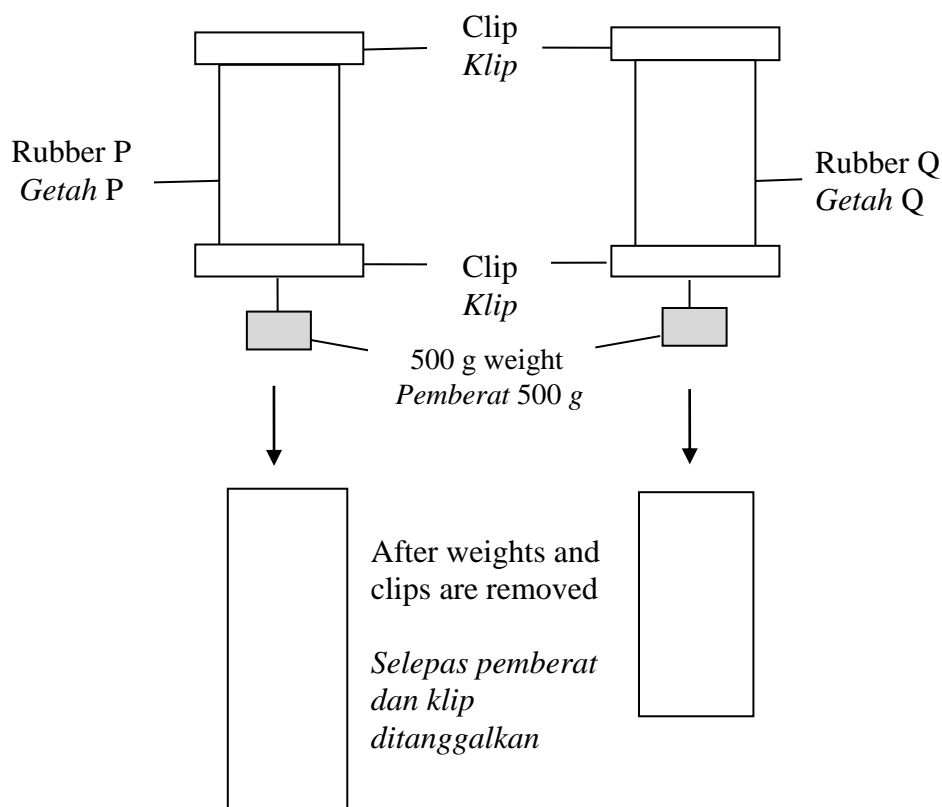 Clip
Klip
Rubber P
Getah P
Rubber Q
Getah Q
Clip
Klip
500 g weight
Pemberat 500 g
After weights and
clips are removed
Selepas pemberat
dan klip
ditanggalkan